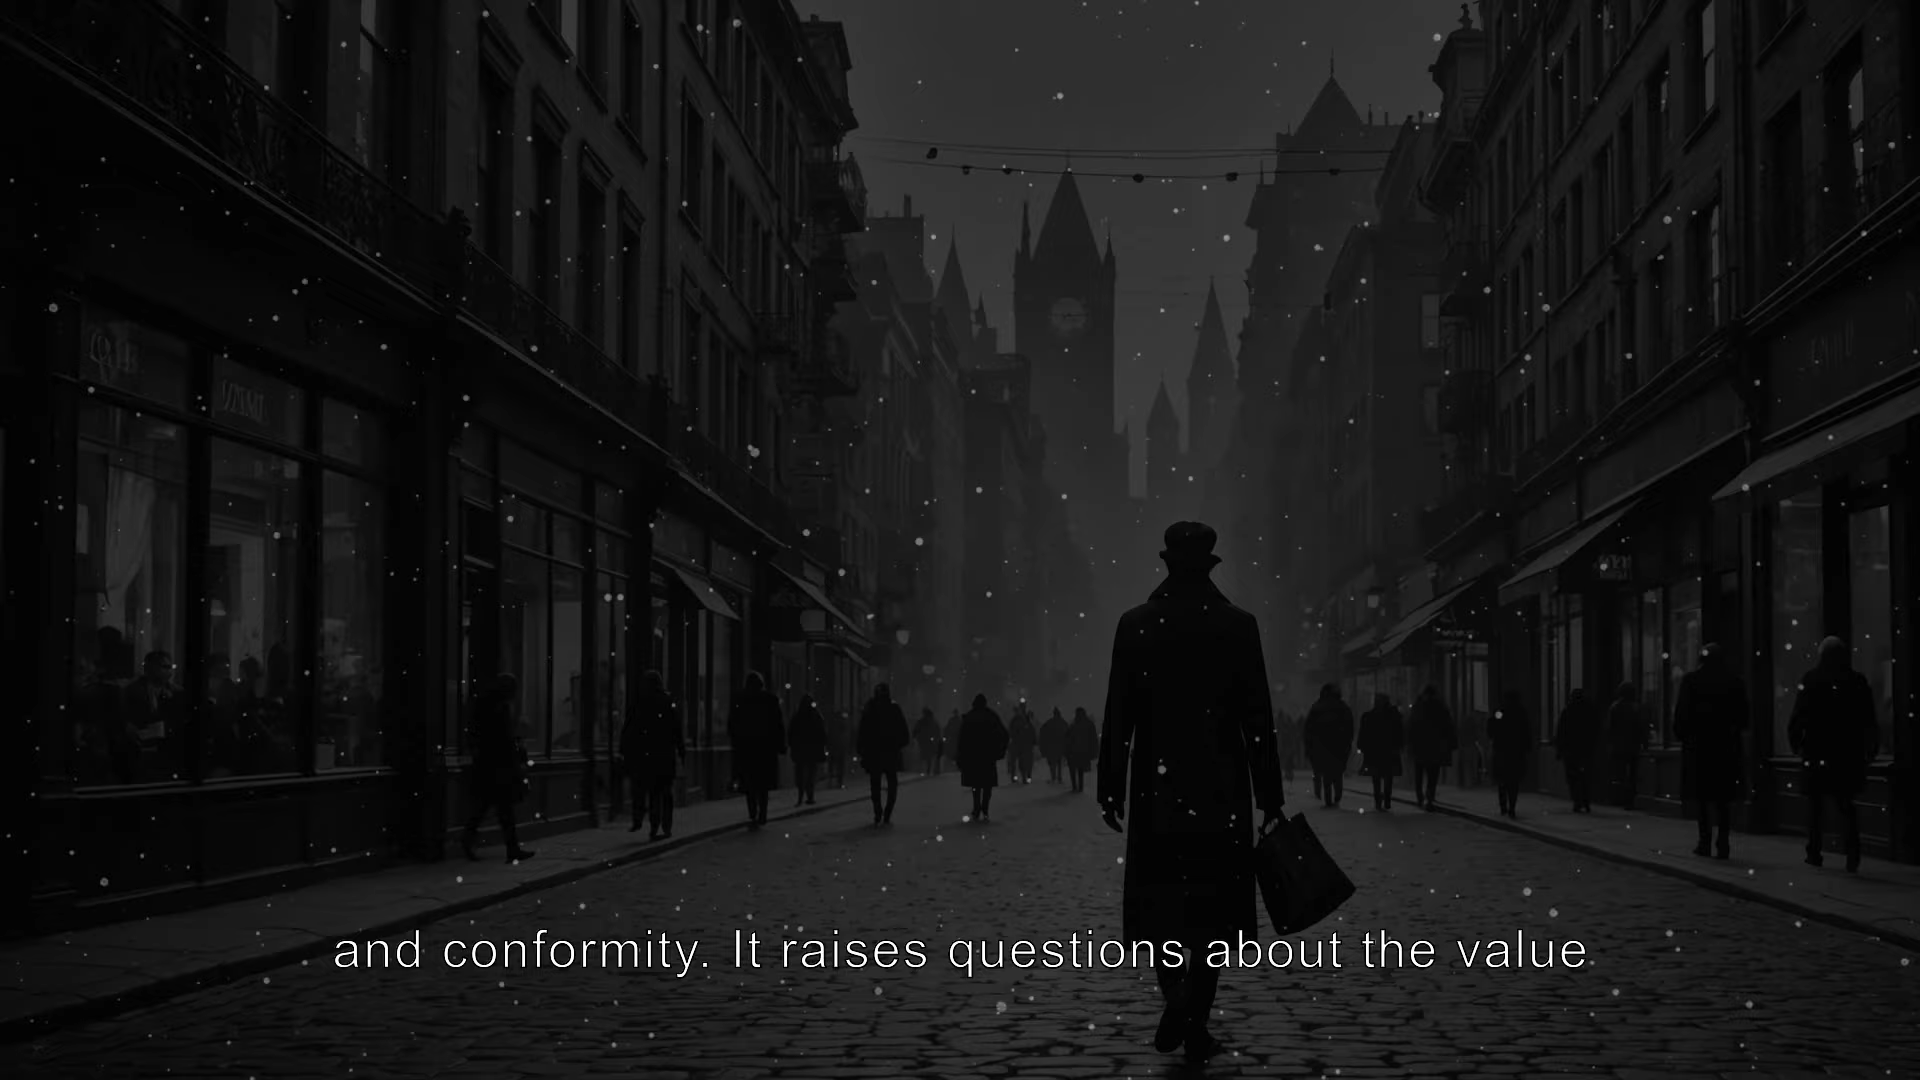 and conformity. It raises questions about the value